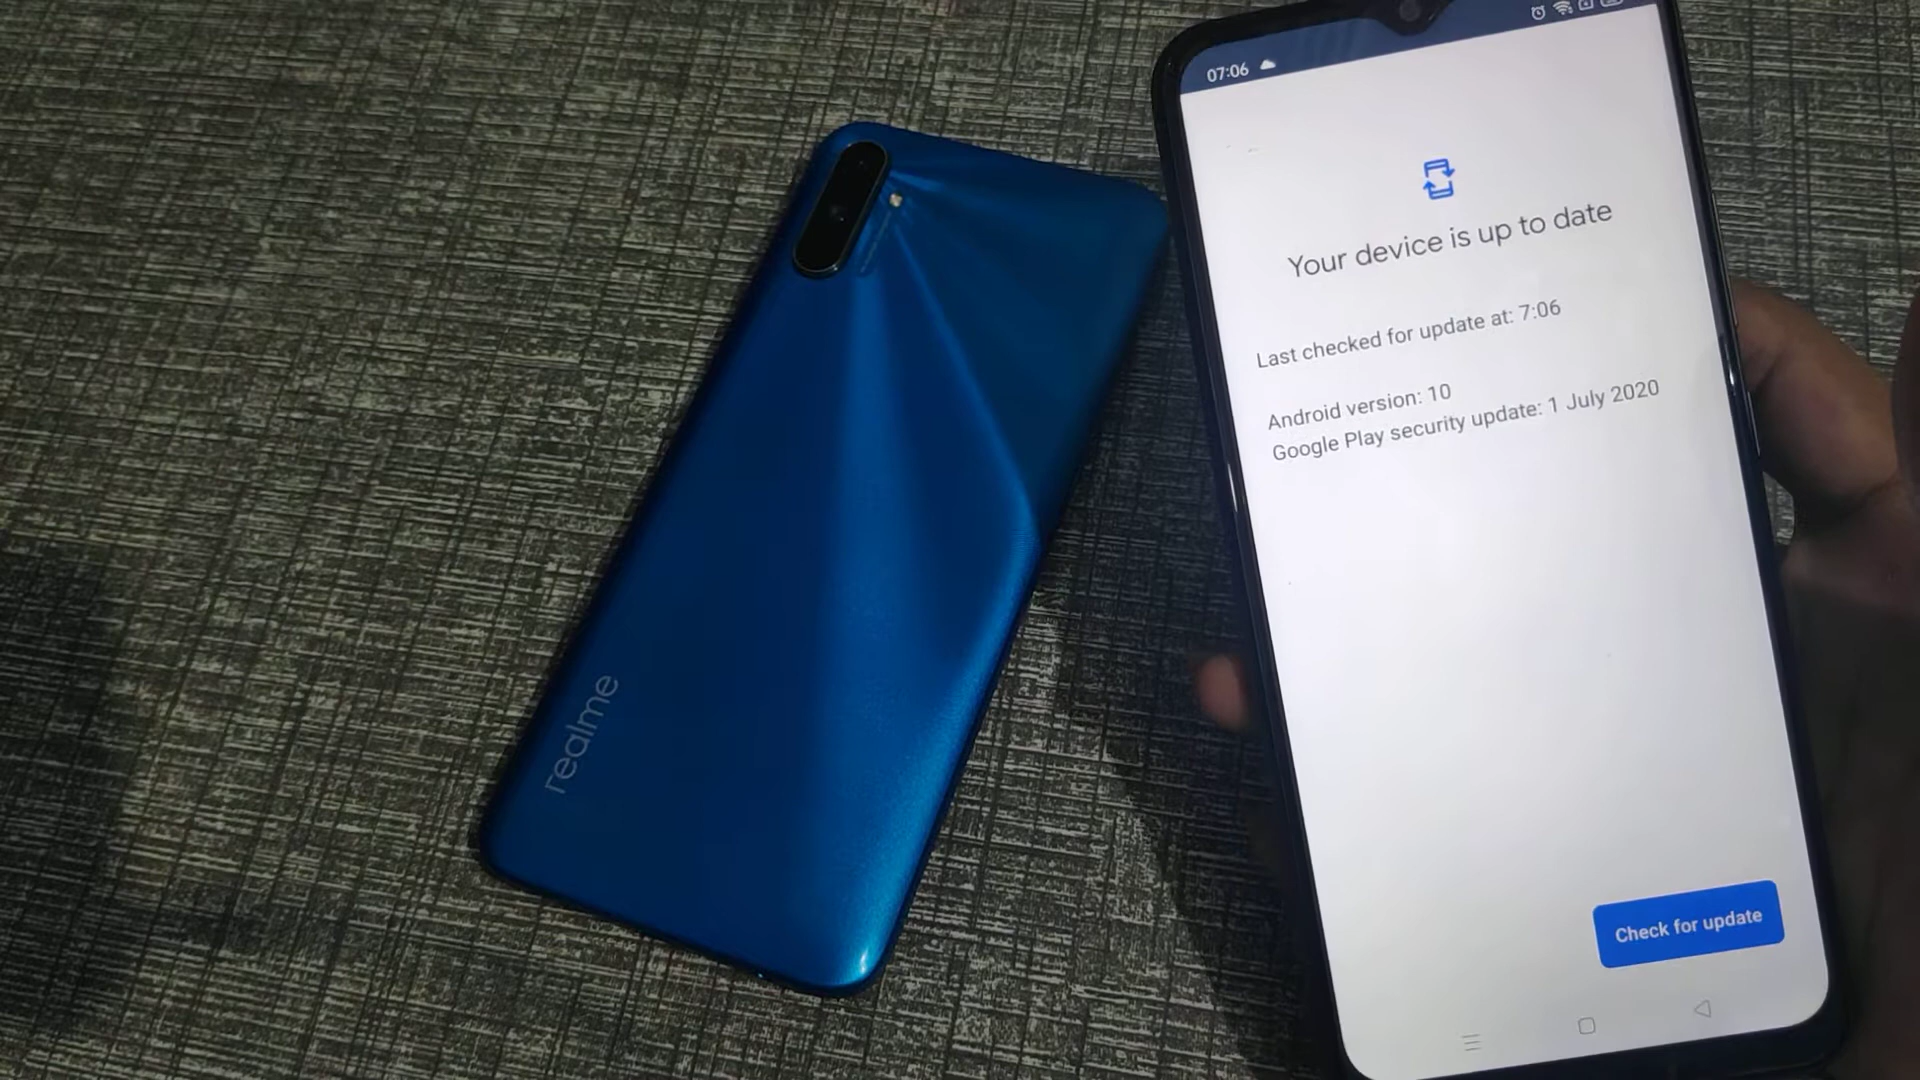 07:06
Your device is up to date
Last checked for update at: 7:06
Android version: 10
Google Play security update: 1 July 2020
Check for update
realme